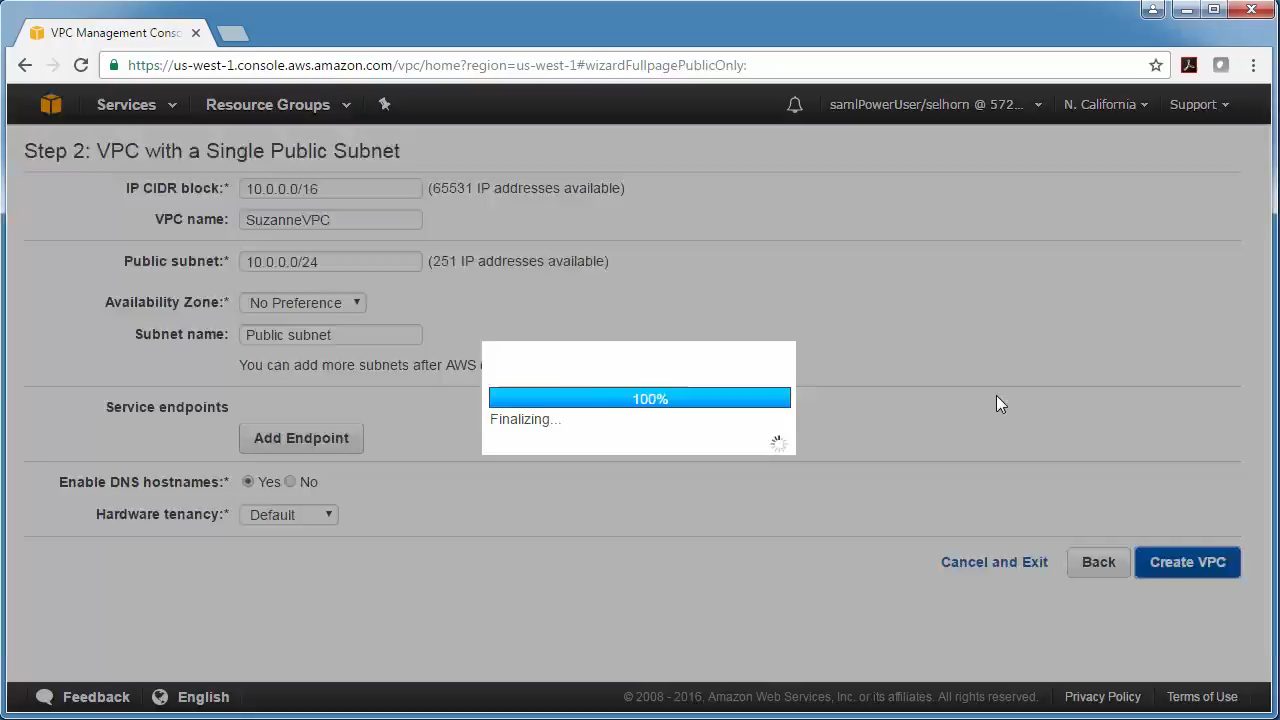 VPC Management Consc
https://us-west-1.console.aws.amazon.com/vpc/home?region=us-west-1#wizardFullpagePublicOnly:
Services Resource Groups samlPowerUser/selhorn @ 572... N. California Support
Step 2: VPC with a Single Public Subnet
IP CIDR block:* 10.0.0.0/16 (65531 IP addresses available)
VPC name: SuzanneVPC
Public subnet:* 10.0.0.0/24 (251 IP addresses available)
Availability Zone:* No Preference
Subnet name: Public subnet
You can add more subnets after AWS
100%
Service endpoints
Finalizing...
Add Endpoint
Enable DNS hostnames:* Yes No
Hardware tenancy:* Default
Cancel and Exit Back Create VPC
Feedback English © 2008 - 2016, Amazon Web Services, Inc. or its affiliates. All rights reserved. Privacy Policy Terms of Use